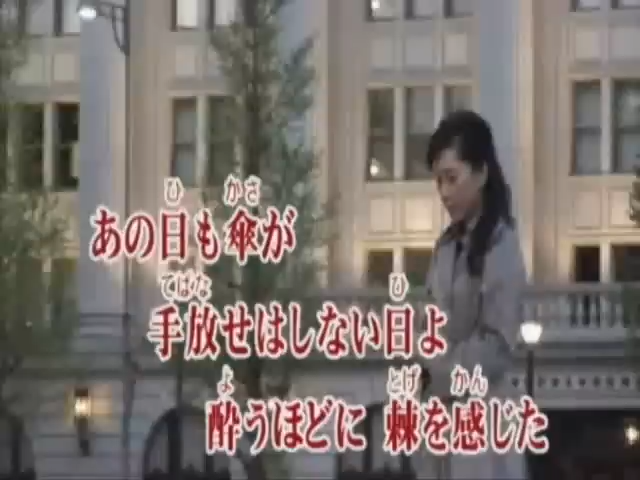 あの日も傘が
手放せはしない日よ
酔うほどに 棘を感じた